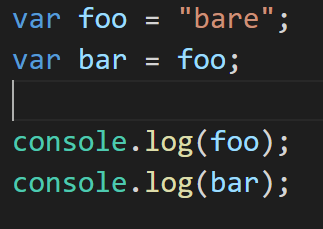 var foo = "bare";
var bar = foo;
console.log(foo);
console.log(bar);